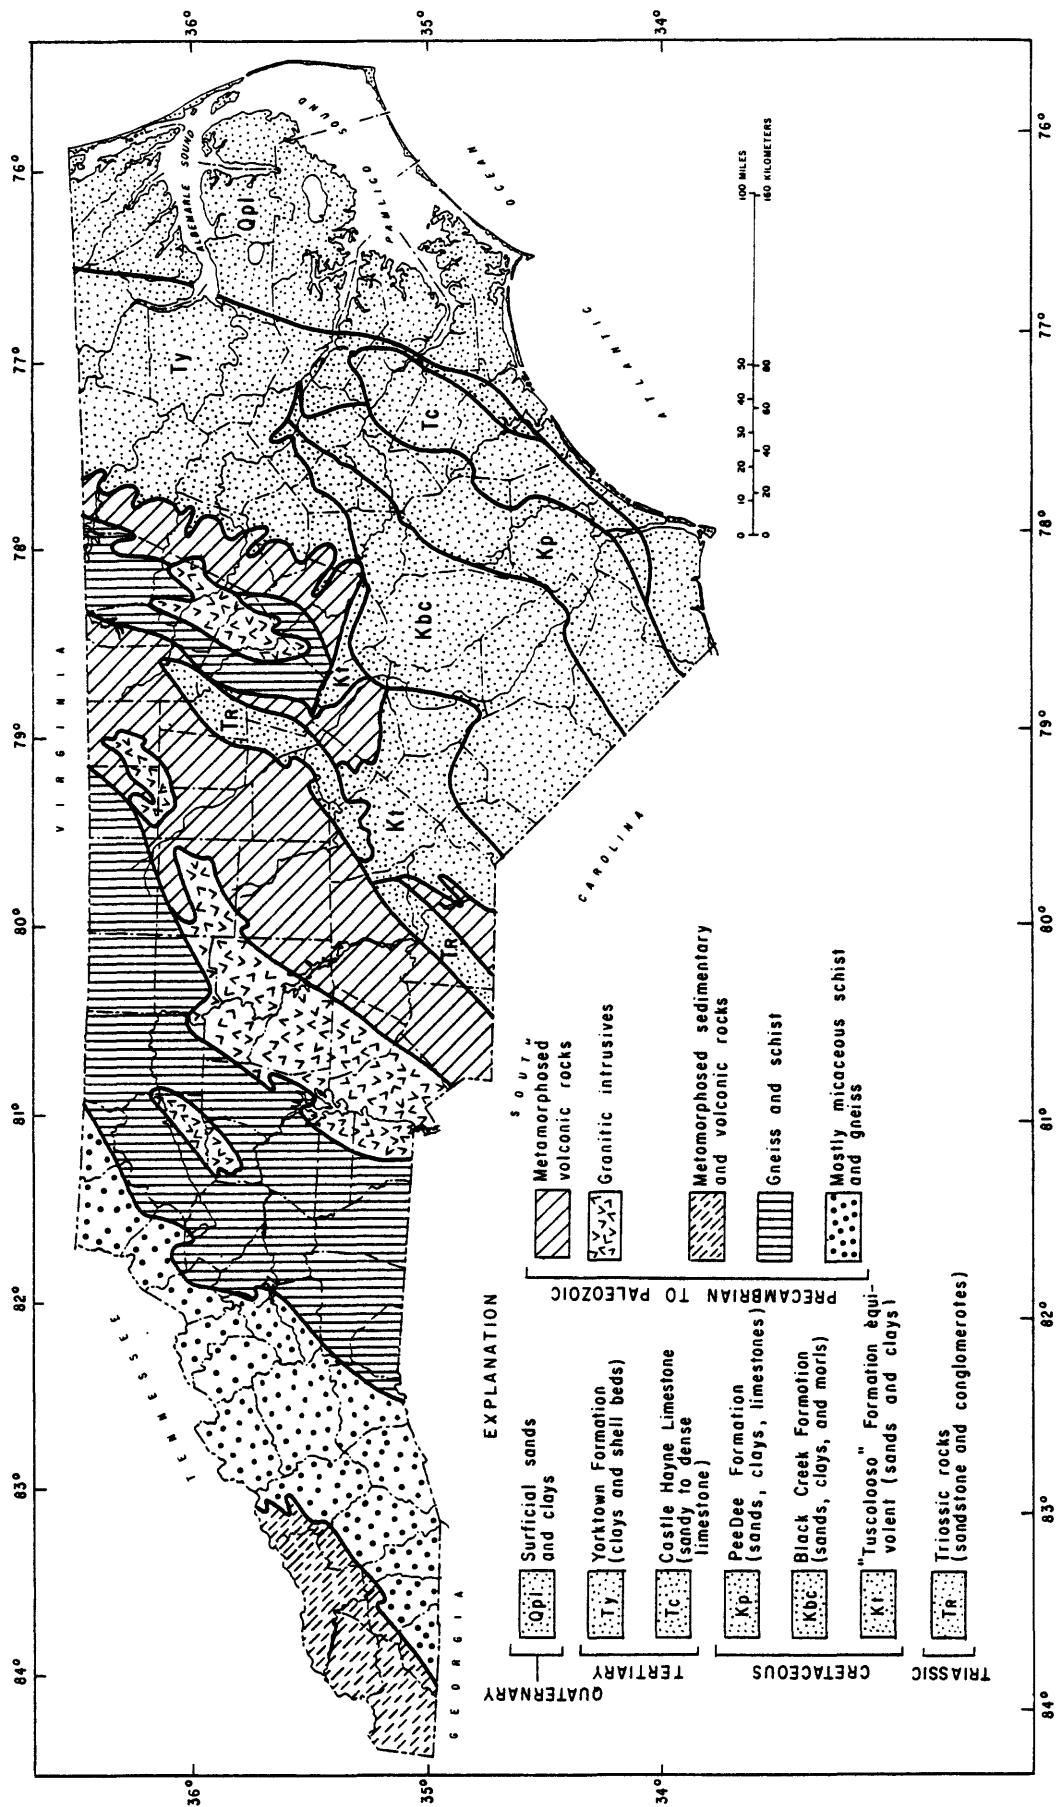 84°
83°
82°
81°
80°
79°
78°
77°
76°
36°
35°
34°
36°
35°
34°
84°
83°
82°
81°
80°
79°
78°
77°
76°
VIRGINIA
TENNESSEE
GEORGIA
SOUTH
CAROLINA
ATLANTIC
OCEAN
ALBEMARLE SOUND
PAMLICO
SOUND
Qpl
Ty
Tc
Kp
Kbc
Kt
Kt
TR
TR
EXPLANATION
QUATERNARY
Qpl
Surficial sands
and clays
TERTIARY
Ty
Yorktown Formation
(clays and shell beds)
Tc
Castle Hayne Limestone
(sandy to dense
limestone)
CRETACEOUS
Kp
PeeDee Formation
(sands, clays, limestones)
Kbc
Black Creek Formation
(sands, clays, and marls)
Kt
"Tuscaloosa" Formation equi-
valent (sands and clays)
TRIASSIC
TR
Triassic rocks
(sandstone and conglomerates)
PRECAMBRIAN TO PALEOZOIC
Metamorphosed
volcanic rocks
Granitic intrusives
Metamorphosed sedimentary
and volcanic rocks
Gneiss and schist
Mostly micaceous schist
and gneiss
0 10 20 30 40 50 100 MILES
0 20 40 60 80 160 KILOMETERS